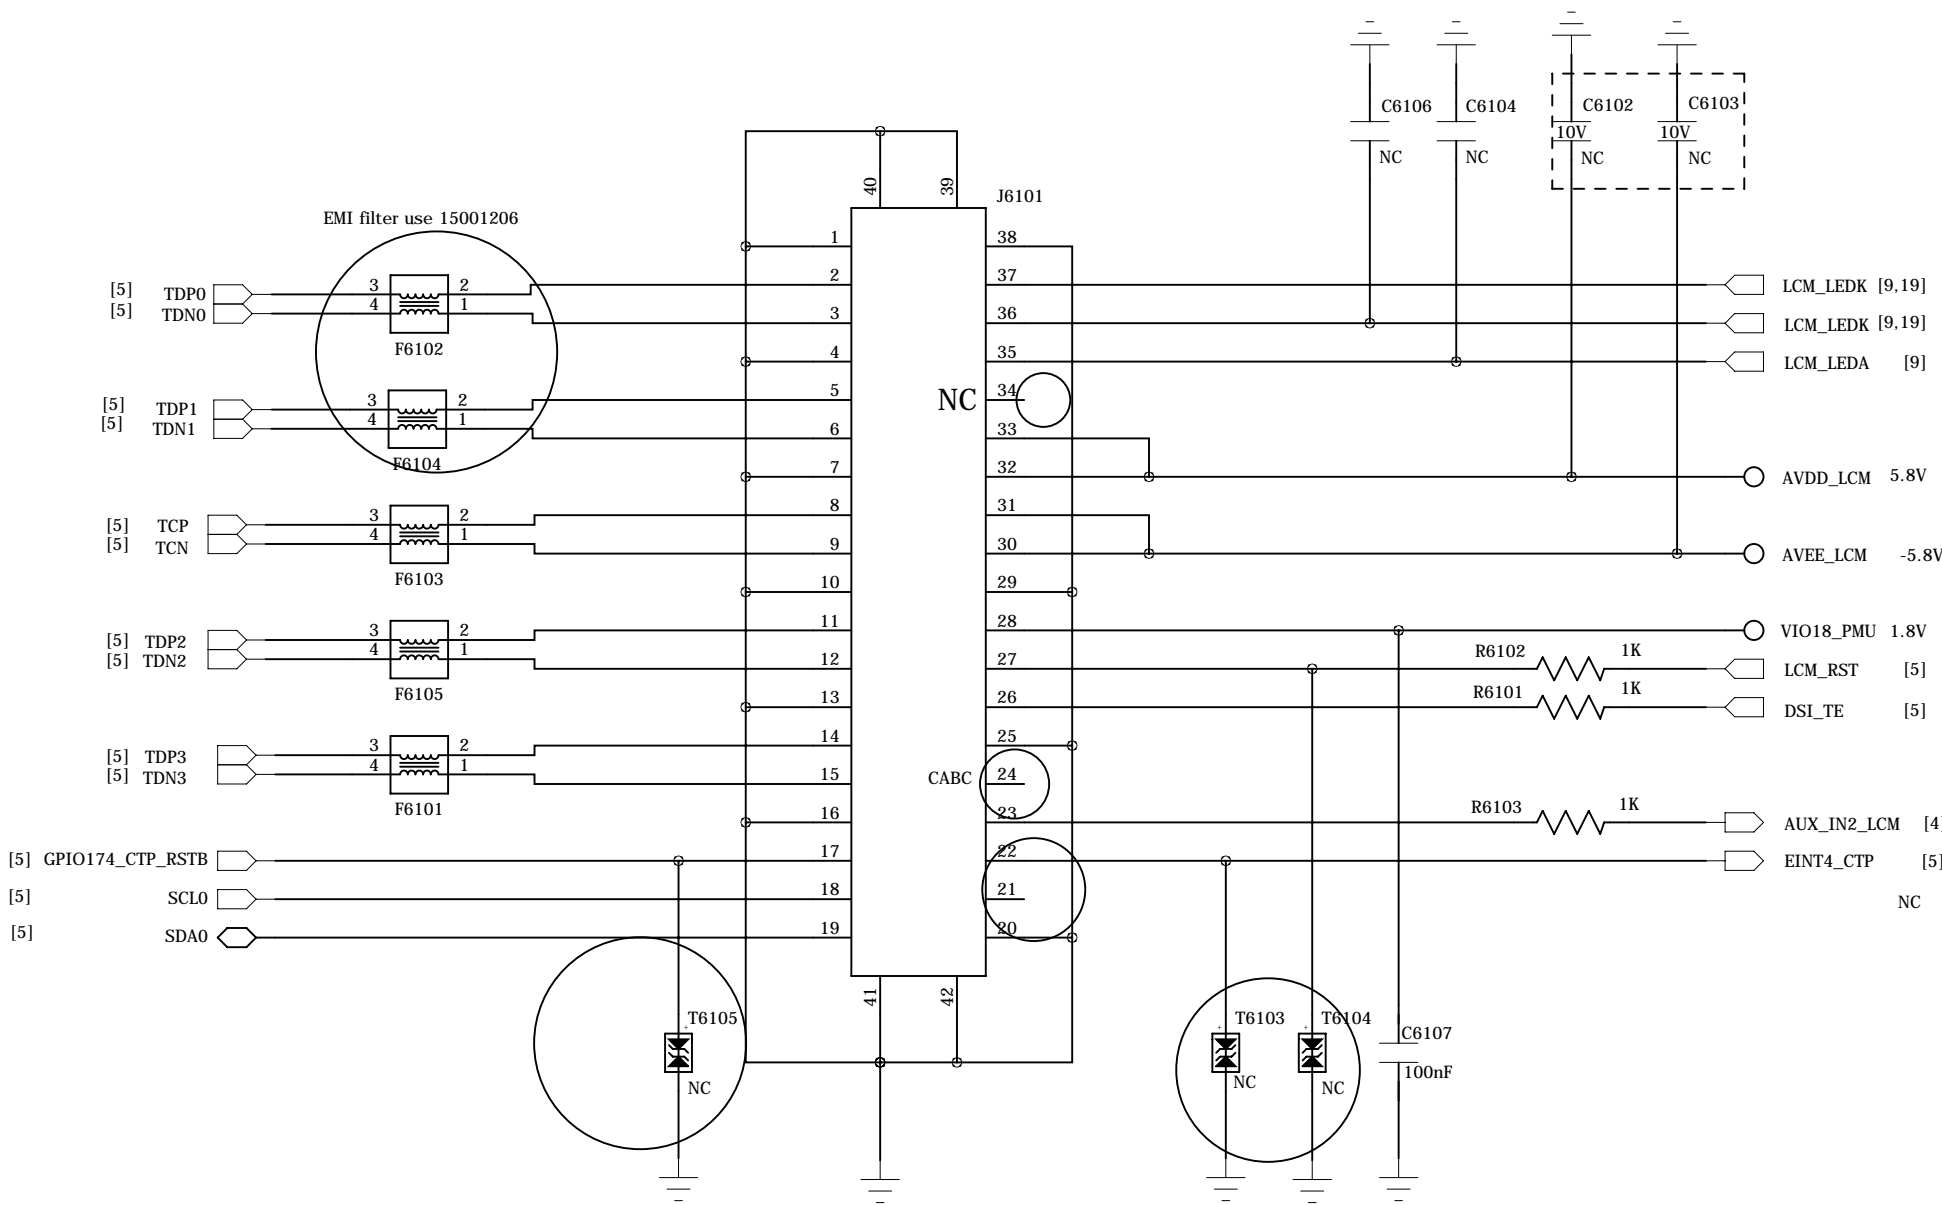 C6106
C6104
C6102
C6103
10V
10V
NC
NC
NC
NC
40
39
J6101
EMI filter use 15001206
1
38
[5] TDP0 3 2
2
37
LCM_LEDK [9,19]
[5] TDN0 4 1
3
36
LCM_LEDK [9,19]
F6102
4
35
LCM_LEDA [9]
[5] TDP1 3 2
5
NC
34
[5] TDN1 4 1
6
33
F6104
7
32
AVDD_LCM 5.8V
[5] TCP 3 2
8
31
[5] TCN 4 1
9
30
AVEE_LCM -5.8V
F6103
10
29
[5] TDP2 3 2
11
28
VIO18_PMU 1.8V
[5] TDN2 4 1
12
27
R6102 1K
LCM_RST [5]
F6105
13
26
R6101 1K
DSI_TE [5]
[5] TDP3 3 2
14
25
[5] TDN3 4 1
15
CABC
24
F6101
16
23
R6103 1K
AUX_IN2_LCM [4]
[5] GPIO174_CTP_RSTB
17
22
EINT4_CTP [5]
[5] SCL0
18
21
NC
[5] SDA0
19
20
41
42
T6105
NC
T6103
NC
T6104
NC
C6107
100nF